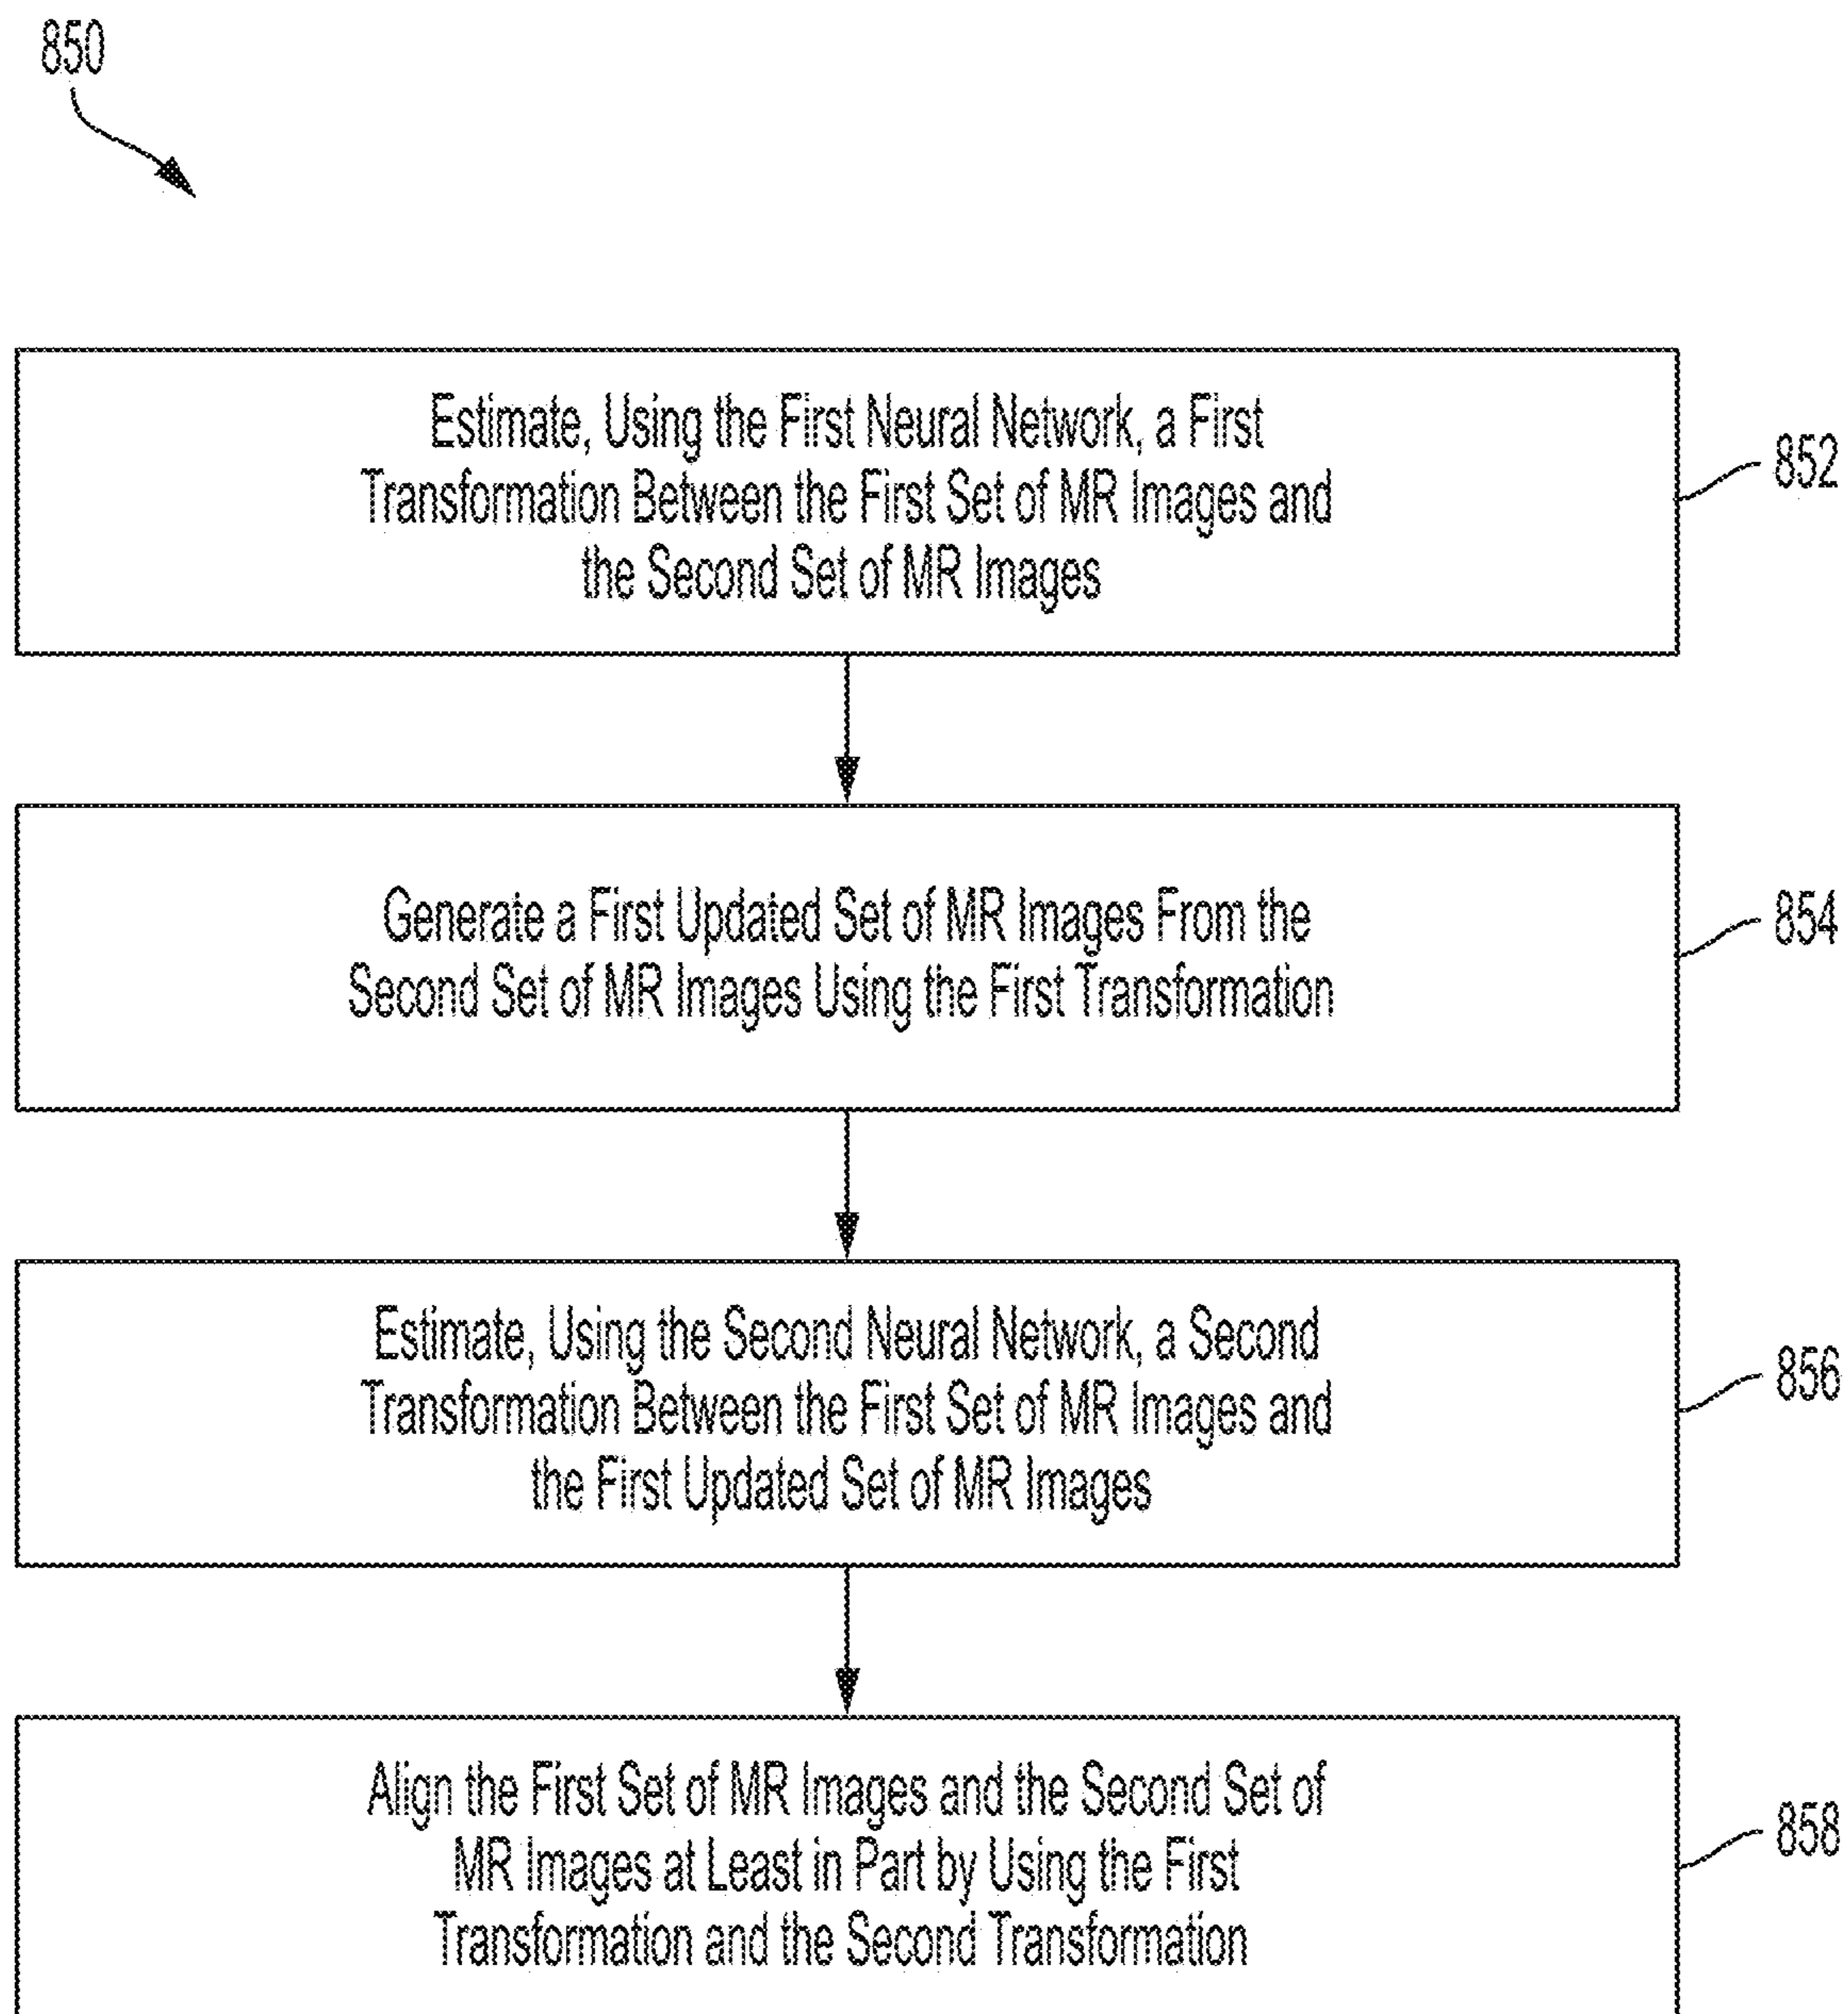 850
Estimate, Using the First Neural Network, a First
Transformation Between the First Set of MR Images and
the Second Set of MR Images
852
Generate a First Updated Set of MR Images From the
Second Set of MR Images Using the First Transformation
854
Estimate, Using the Second Neural Network, a Second
Transformation Between the First Set of MR Images and
the First Updated Set of MR Images
856
Align the First Set of MR Images and the Second Set of
MR Images at Least in Part by Using the First
Transformation and the Second Transformation
858